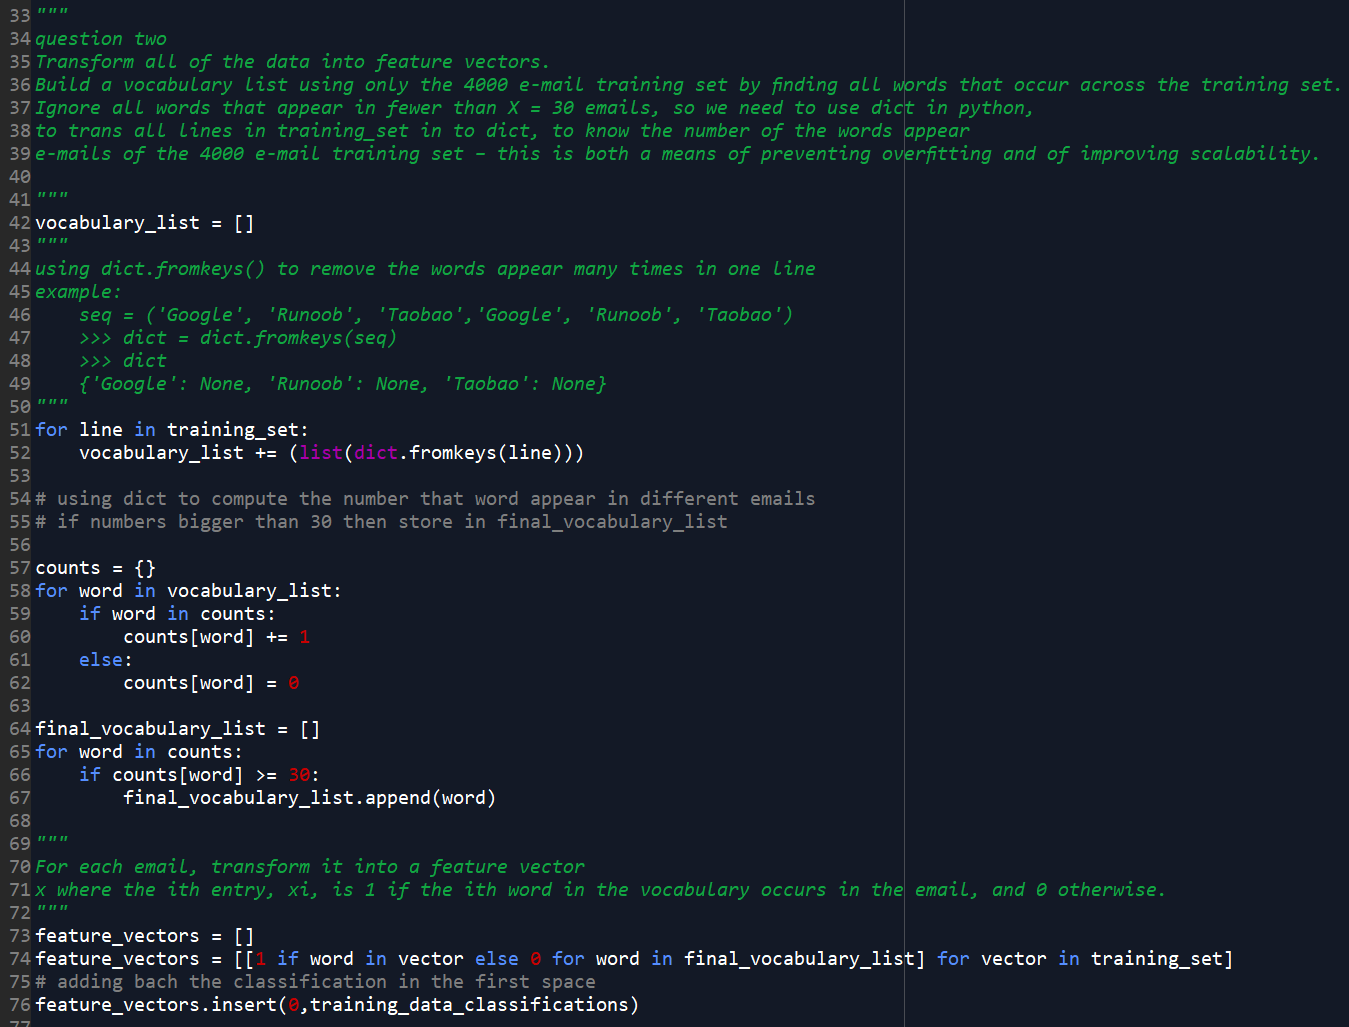 33 """
34 question two
35 Transform all of the data into feature vectors.
36 Build a vocabulary list using only the 4000 e-mail training set by finding all words that occur across the training set.
37 Ignore all words that appear in fewer than X = 30 emails, so we need to use dict in python,
38 to trans all lines in training_set in to dict, to know the number of the words appear
39 e-mails of the 4000 e-mail training set – this is both a means of preventing overfitting and of improving scalability.
40
41 """
42 vocabulary_list = []
43 """
44 using dict.fromkeys() to remove the words appear many times in one line
45 example:
46     seq = ('Google', 'Runoob', 'Taobao','Google', 'Runoob', 'Taobao')
47     >>> dict = dict.fromkeys(seq)
48     >>> dict
49     {'Google': None, 'Runoob': None, 'Taobao': None}
50 """
51 for line in training_set:
52     vocabulary_list += (list(dict.fromkeys(line)))
53
54 # using dict to compute the number that word appear in different emails
55 # if numbers bigger than 30 then store in final_vocabulary_list
56
57 counts = {}
58 for word in vocabulary_list:
59     if word in counts:
60         counts[word] += 1
61     else:
62         counts[word] = 0
63
64 final_vocabulary_list = []
65 for word in counts:
66     if counts[word] >= 30:
67         final_vocabulary_list.append(word)
68
69 """
70 For each email, transform it into a feature vector
71 x where the ith entry, xi, is 1 if the ith word in the vocabulary occurs in the email, and 0 otherwise.
72 """
73 feature_vectors = []
74 feature_vectors = [[1 if word in vector else 0 for word in final_vocabulary_list] for vector in training_set]
75 # adding bach the classification in the first space
76 feature_vectors.insert(0,training_data_classifications)
77